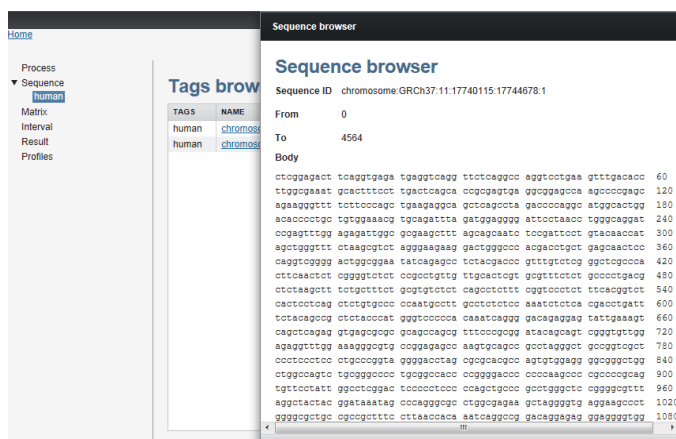 Home
Process
Sequence
human
Matrix
Interval
Result
Profiles
Tags brow
TAGS NAME
human chromoso
human chromoso
Sequence browser
Sequence browser
Sequence ID chromosome:GRCh37:11:17740115:17744678:1
From 0
To 4564
Body
ctcggagact tcaggtgaga tgaggtcagg ttctcaggcc aggtcctgaa gtttgacacc 60
ttggcgaaat gcactttcct tgactcagca ccgcgagtga ggcggagcca agccccgagc 120
agaagggttt tcttcccagc tgaagaggca gctcagccta gaccccaggc atggcactgg 180
acacccctgc tgtggaaacg tgcagattta gatggagggg attcctaacc tgggcaggat 240
ccgagtttgg agagattggc gcgaagcttt agcagcaatc tccgattcct gtacaaccat 300
agctgggttt ctaagcgtct agggaagaag gactgggccc acgacctgct gagcaactcc 360
caggtcgggg actggcggaa tatcagagcc tctacgaccc gtttgtctcg ggctcgccca 420
cttcaactct cggggtctct ccgcctgttg ttgcactcgt gcgtttctct gcccctgacg 480
ctctaagctt tctgctttct gcgtgtctct cagcctcttt cggtccctct ttcacggtct 540
cactcctcag ctctgtgccc ccaatgcctt gcctctctcc aaatctctca cgacctgatt 600
tctacagccg ctctacccat gggtccccca caaatcaggg gacagaggag tattgaaagt 660
cagctcagag gtgagcgcgc gcagccagcg tttcccgcgg atacagcagt cgggtgttgg 720
agaggtttgg aaagggcgtg ccggagagcc aagtgcagcc gcctagggct gccggtcgct 780
ccctccctcc ctgcccggta ggggacctag cgcgcacgcc agtgtggagg gcgggctgg 840
ctggccagtc tgcgggcccc tgcggccacc ccggggaccc ccccaagccc cgccccgcag 900
tgttcctatt ggcctcggac tcccccctccc ccagctgccc gcctgggctc cggggcgttt 960
aggctactac ggataaatag cccagggcgc ctggcgagaa gctaggggtg aggaagccct 1020
ggggcgctgc cgccgctttc cttaaccaca aatcaggccg gacaggagag ggaggggtgg 1080